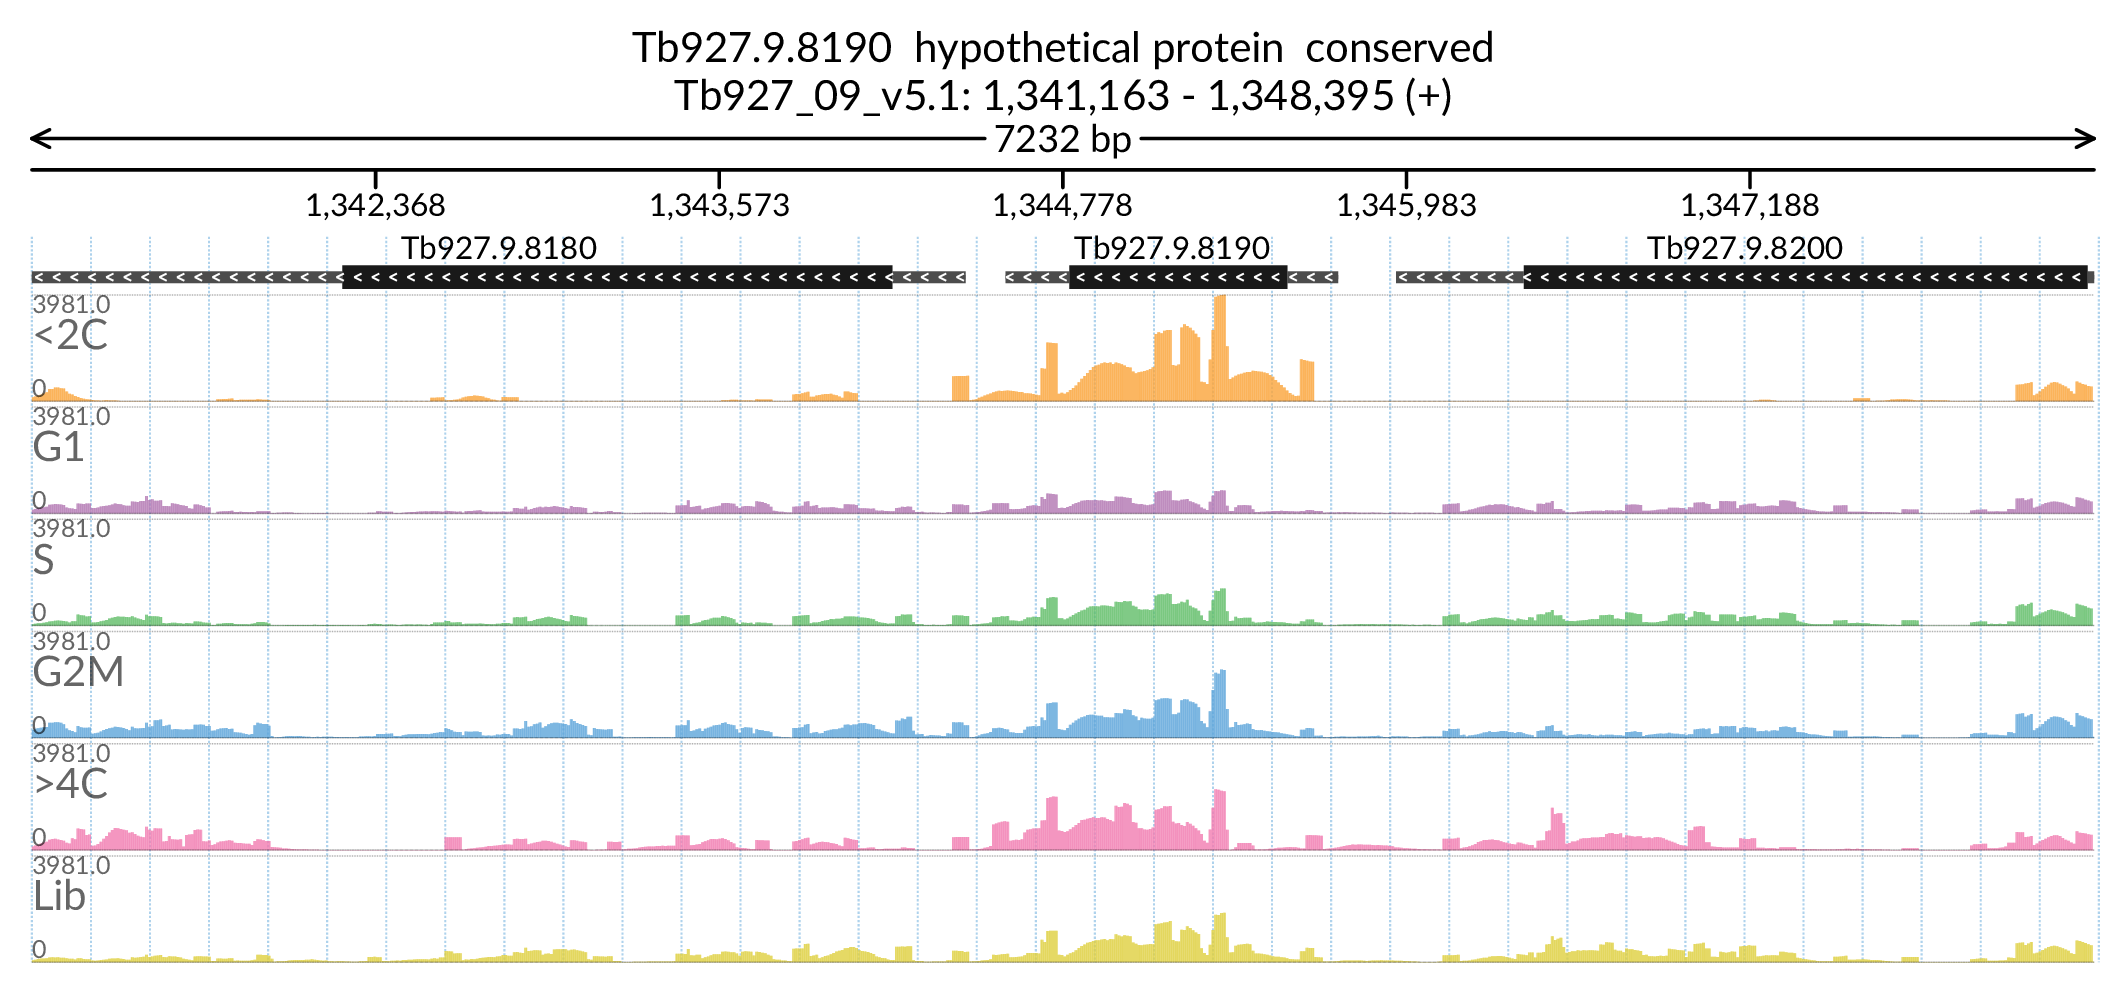 Tb927.9.8190 hypothetical protein conserved
Tb927_09_v5.1: 1,341,163 - 1,348,395 (+)
7232 bp
1,342,368 1,343,573 1,344,778 1,345,983 1,347,188
Tb927.9.8180 Tb927.9.8190 Tb927.9.8200
3981.0
<2C
0
3981.0
G1
0
3981.0
S
0
3981.0
G2M
0
3981.0
>4C
0
3981.0
Lib
0